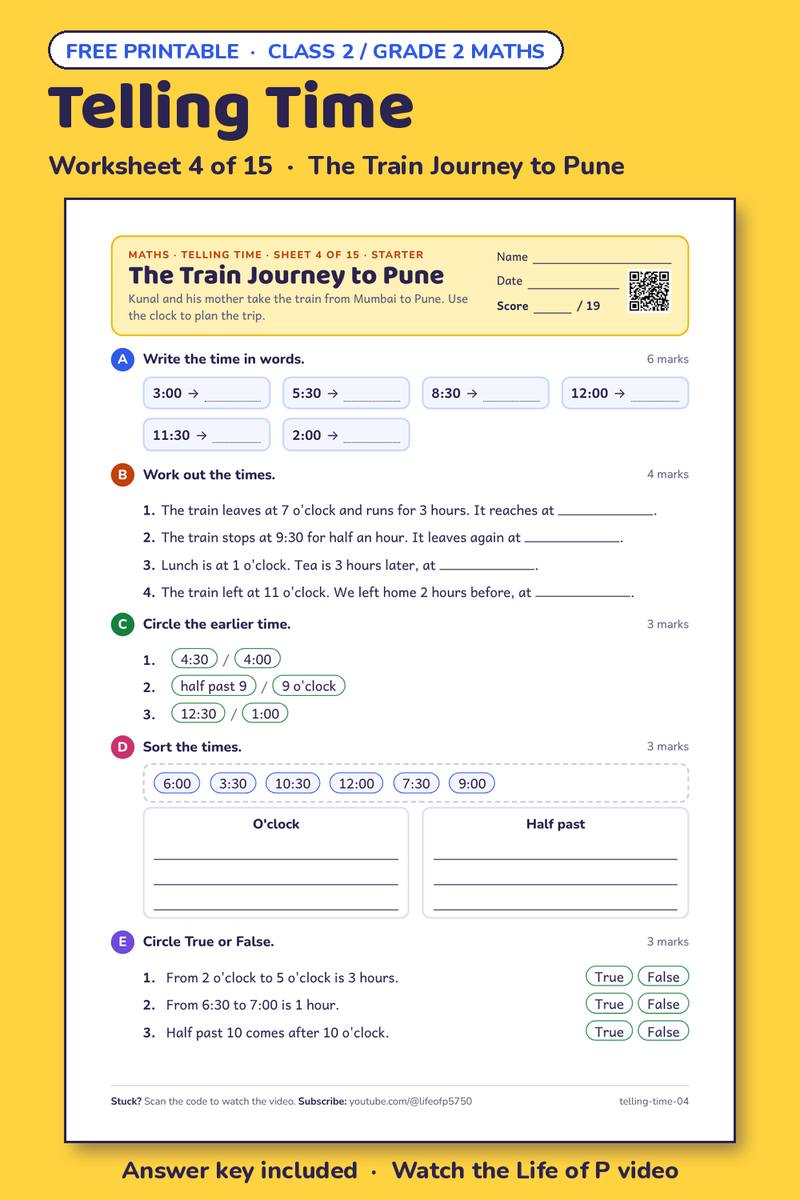 FREE PRINTABLE · CLASS 2 / GRADE 2 MATHS
Telling Time
Worksheet 4 of 15 · The Train Journey to Pune
MATHS · TELLING TIME · SHEET 4 OF 15 · STARTER
The Train Journey to Pune
Kunal and his mother take the train from Mumbai to Pune. Use
the clock to plan the trip.
Name
Date
Score / 19
A Write the time in words. 6 marks
3:00 → 5:30 → 8:30 → 12:00 →
11:30 → 2:00 →
B Work out the times. 4 marks
1. The train leaves at 7 o'clock and runs for 3 hours. It reaches at .
2. The train stops at 9:30 for half an hour. It leaves again at .
3. Lunch is at 1 o'clock. Tea is 3 hours later, at .
4. The train left at 11 o'clock. We left home 2 hours before, at .
C Circle the earlier time. 3 marks
1. 4:30 / 4:00
2. half past 9 / 9 o'clock
3. 12:30 / 1:00
D Sort the times. 3 marks
6:00 3:30 10:30 12:00 7:30 9:00
O'clock Half past
E Circle True or False. 3 marks
1. From 2 o'clock to 5 o'clock is 3 hours. True False
2. From 6:30 to 7:00 is 1 hour. True False
3. Half past 10 comes after 10 o'clock. True False
Stuck? Scan the code to watch the video. Subscribe: youtube.com/@lifeofp5750 telling-time-04
Answer key included · Watch the Life of P video